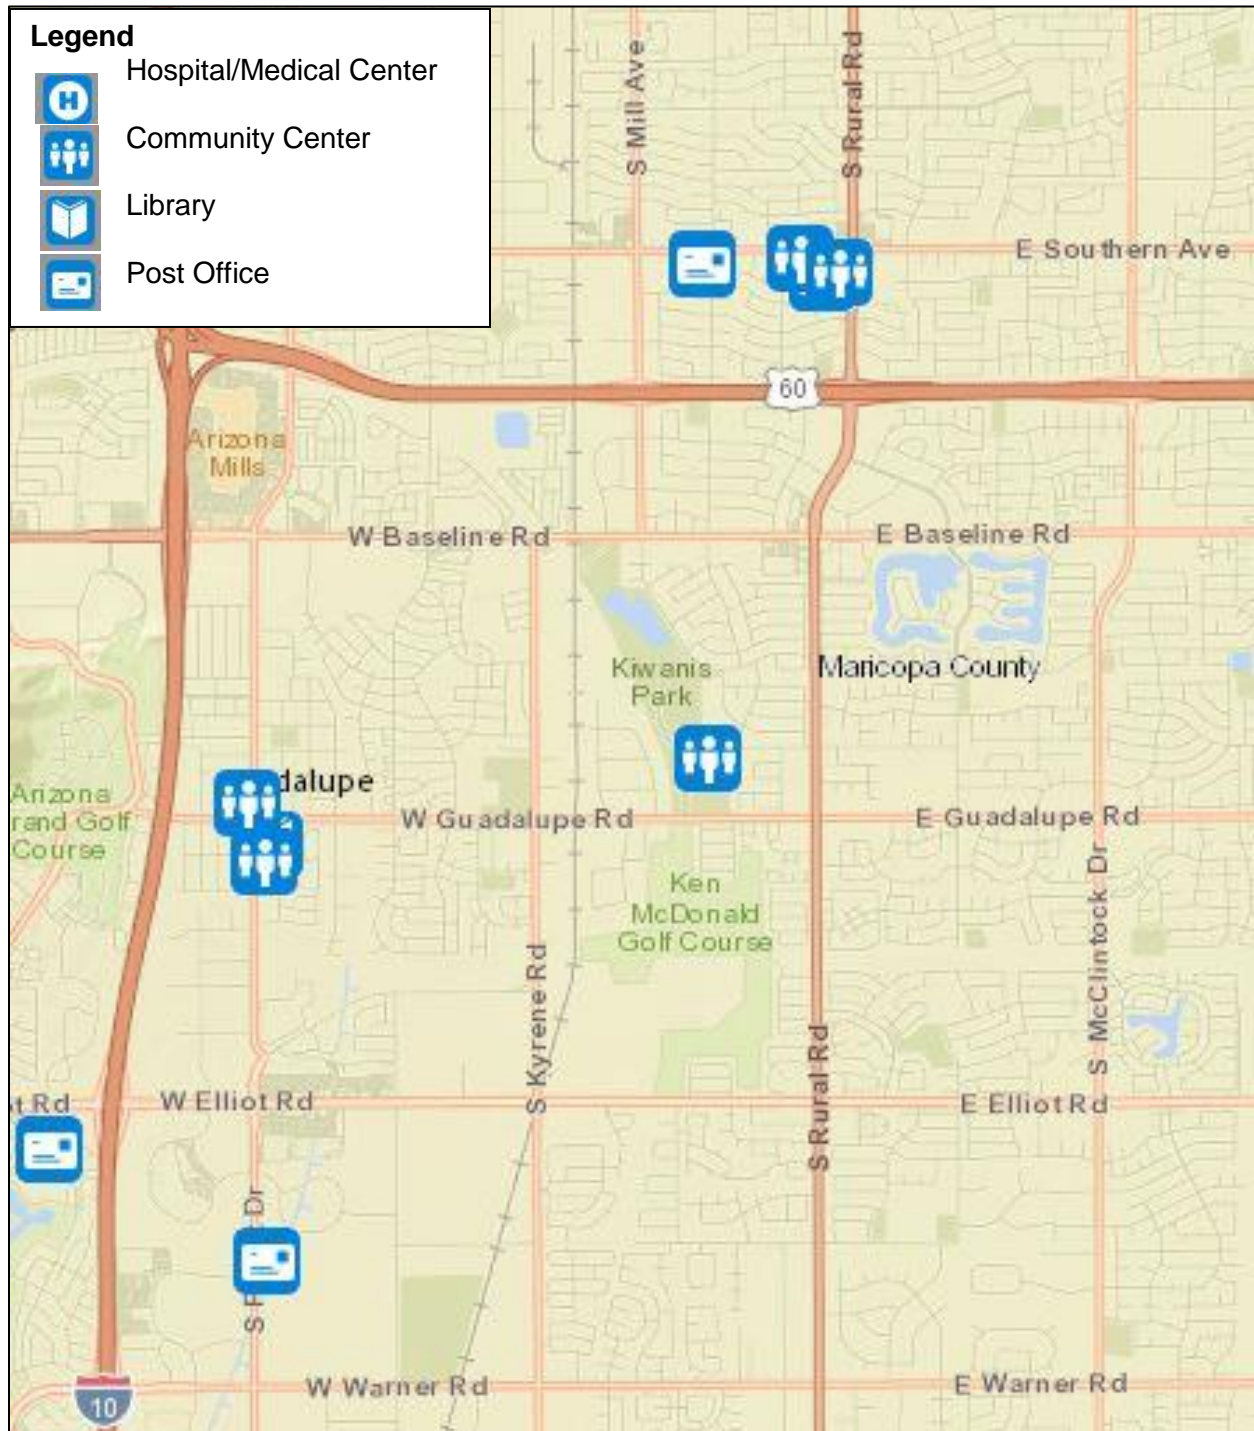 Legend
Hospital/Medical Center
Community Center
Library
Post Office
S Mill Ave
S Rural Rd
E Southern Ave
60
Arizona
Mills
W Baseline Rd
E Baseline Rd
Kiwanis
Park
Maricopa County
dalupe
Arizona
rand Golf
Course
W Guadalupe Rd
E Guadalupe Rd
Ken
McDonald
Golf Course
S Kyrene Rd
S McClintock Dr
S Rural Rd
t Rd
W Elliot Rd
E Elliot Rd
Dr
S
W Warner Rd
E Warner Rd
10